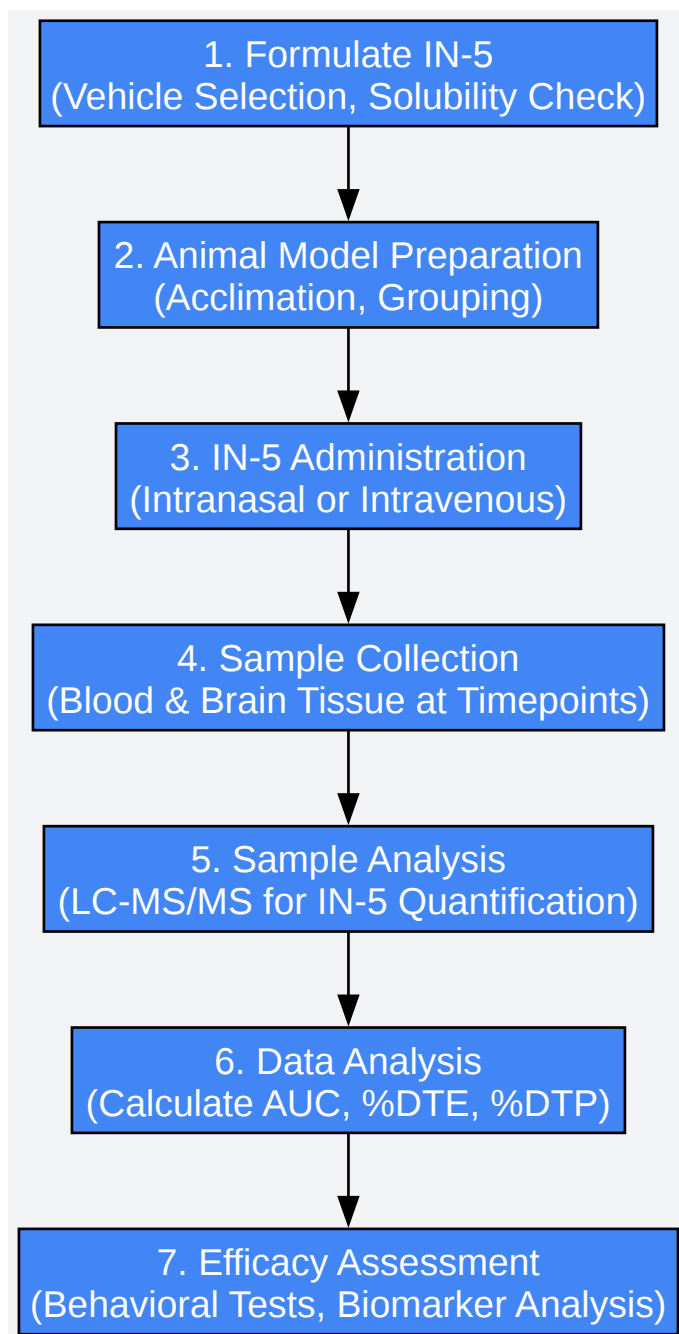 1. Formulate IN-5
(Vehicle Selection, Solubility Check)
2. Animal Model Preparation
(Acclimation, Grouping)
3. IN-5 Administration
(Intranasal or Intravenous)
4. Sample Collection
(Blood & Brain Tissue at Timepoints)
5. Sample Analysis
(LC-MS/MS for IN-5 Quantification)
6. Data Analysis
(Calculate AUC, %DTE, %DTP)
7. Efficacy Assessment
(Behavioral Tests, Biomarker Analysis)